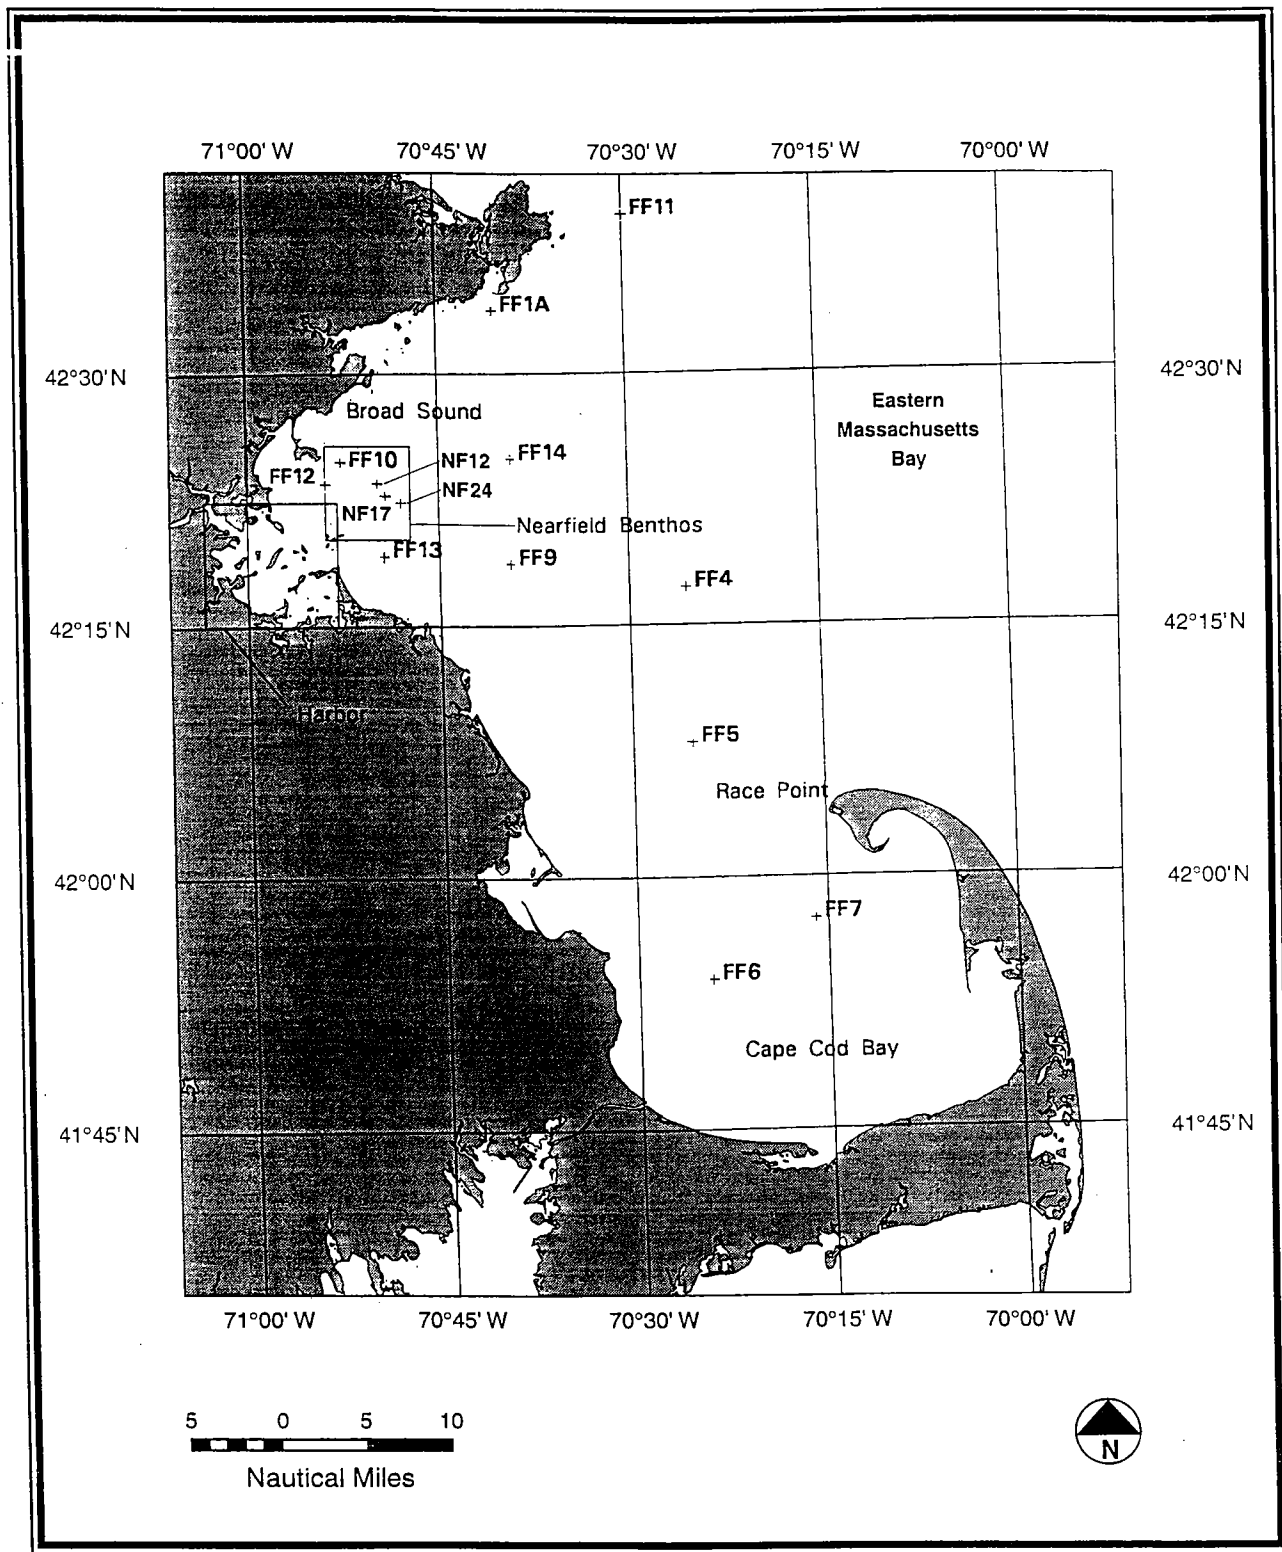 71°00' W 70°45' W 70°30' W 70°15' W 70°00' W
FF11
FF1A
42°30' N 42°30' N
Broad Sound
Eastern
Massachusetts
Bay
FF10
NF12
FF14
FF12
NF24
NF17
Nearfield Benthos
FF13
FF9
FF4
42°15' N 42°15' N
Harbor
FF5
Race Point
42°00' N 42°00' N
FF7
FF6
Cape Cod Bay
41°45' N 41°45' N
71°00' W 70°45' W 70°30' W 70°15' W 70°00' W
5 0 5 10
Nautical Miles
N